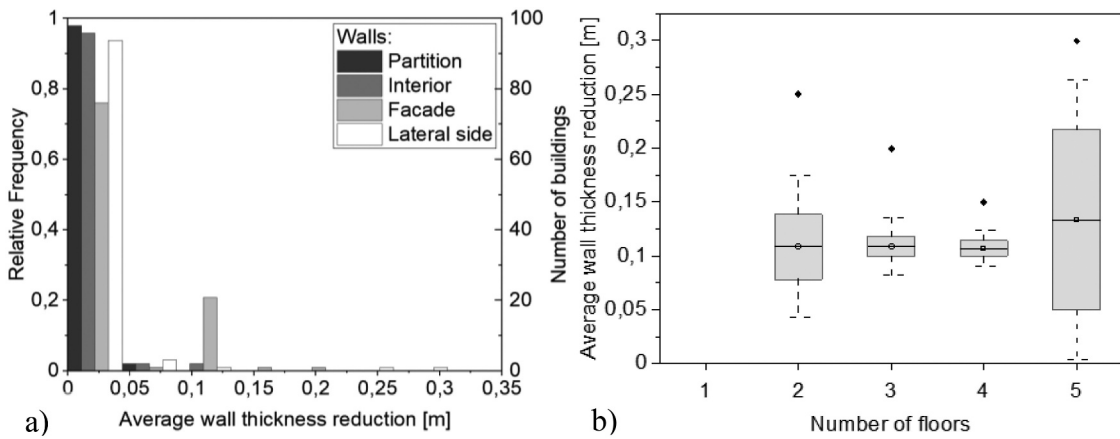 1
0,8
0,6
0,4
0,2
0
Relative Frequency
0
0,05
0,1
0,15
0,2
0,25
0,3
0,35
Average wall thickness reduction [m]
100
80
60
40
20
0
Number of buildings
Walls:
Partition
Interior
Facade
Lateral side
a)
0,3
0,25
0,2
0,15
0,1
0,05
0
Average wall thickness reduction [m]
1
2
3
4
5
Number of floors
b)